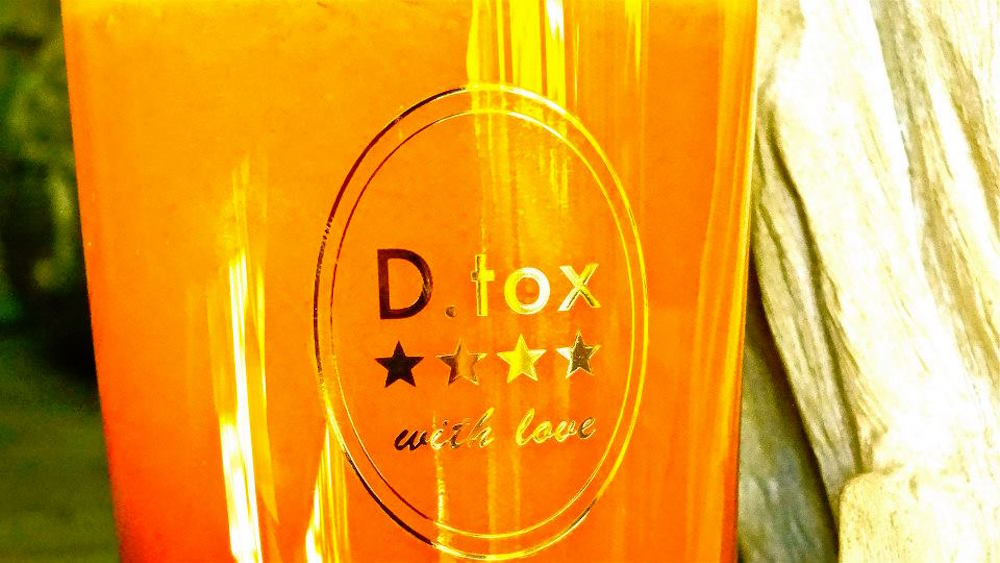 D.tox
★★★★
with love